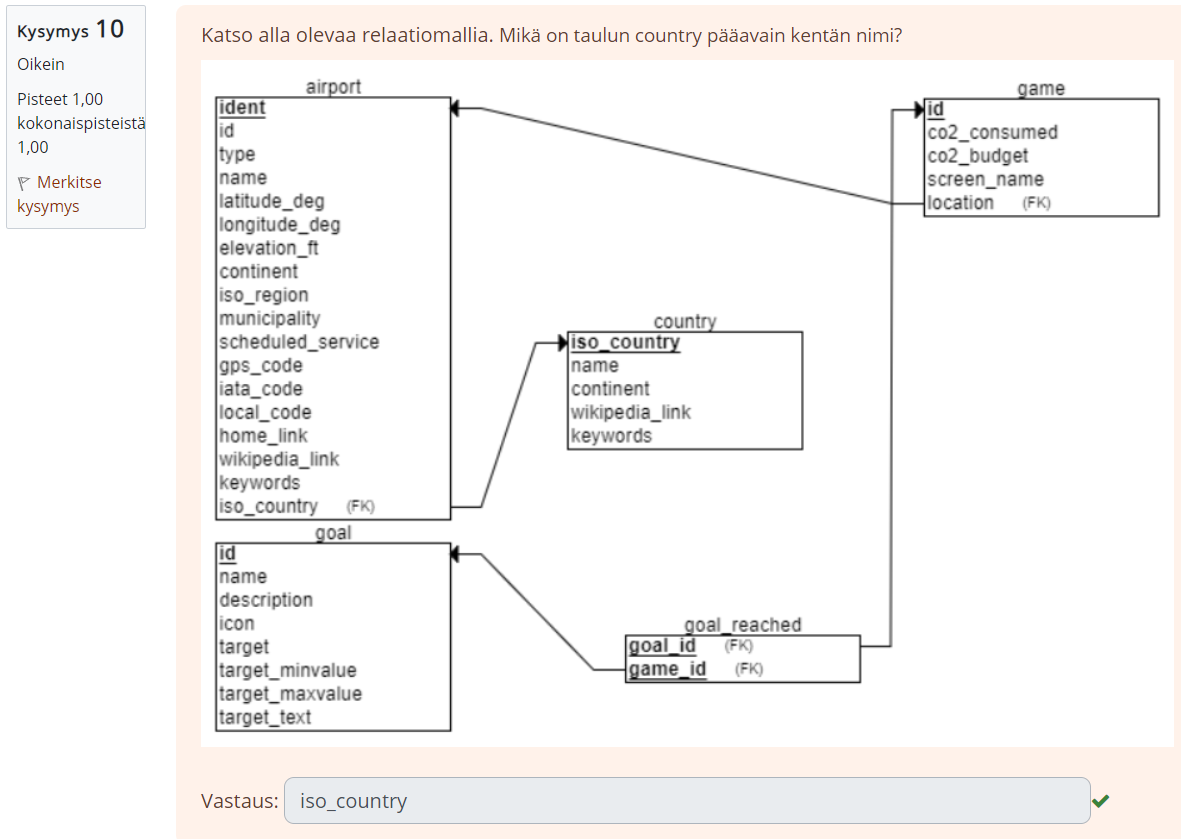 Kysymys 10
Oikein
Pisteet 1,00
kokonaispisteistä
1,00
Merkitse
kysymys
Katso alla olevaa relaatiomallia. Mikä on taulun country pääavain kentän nimi?
airport
ident
id
type
name
latitude_deg
longitude_deg
elevation_ft
continent
iso_region
municipality
scheduled_service
gps_code
iata_code
local_code
home_link
wikipedia_link
keywords
iso_country (FK)
game
id
co2_consumed
co2_budget
screen_name
location (FK)
country
iso_country
name
continent
wikipedia_link
keywords
goal
id
name
description
icon
target
target_minvalue
target_maxvalue
target_text
goal_reached
goal_id (FK)
game_id (FK)
Vastaus: iso_country